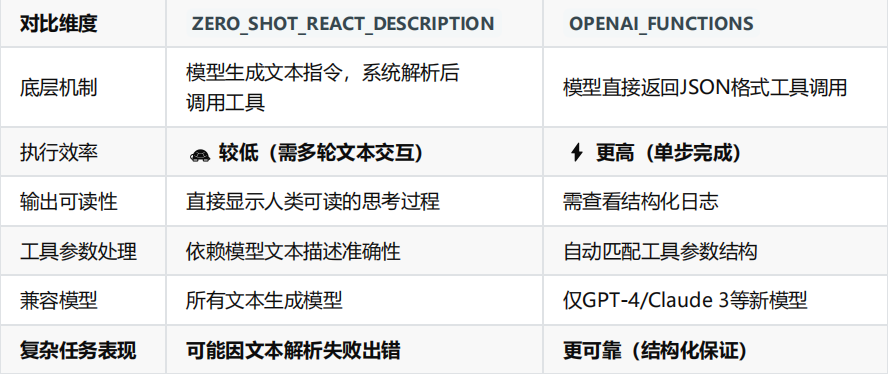 对比维度 ZERO_SHOT_REACT_DESCRIPTION OPENAI_FUNCTIONS
底层机制 模型生成文本指令，系统解析后调用工具 模型直接返回JSON格式工具调用
执行效率 🐢 较低（需多轮文本交互） ⚡ 更高（单步完成）
输出可读性 直接显示人类可读的思考过程 需查看结构化日志
工具参数处理 依赖模型文本描述准确性 自动匹配工具参数结构
兼容模型 所有文本生成模型 仅GPT-4/Claude 3等新模型
复杂任务表现 可能因文本解析失败出错 更可靠（结构化保证）